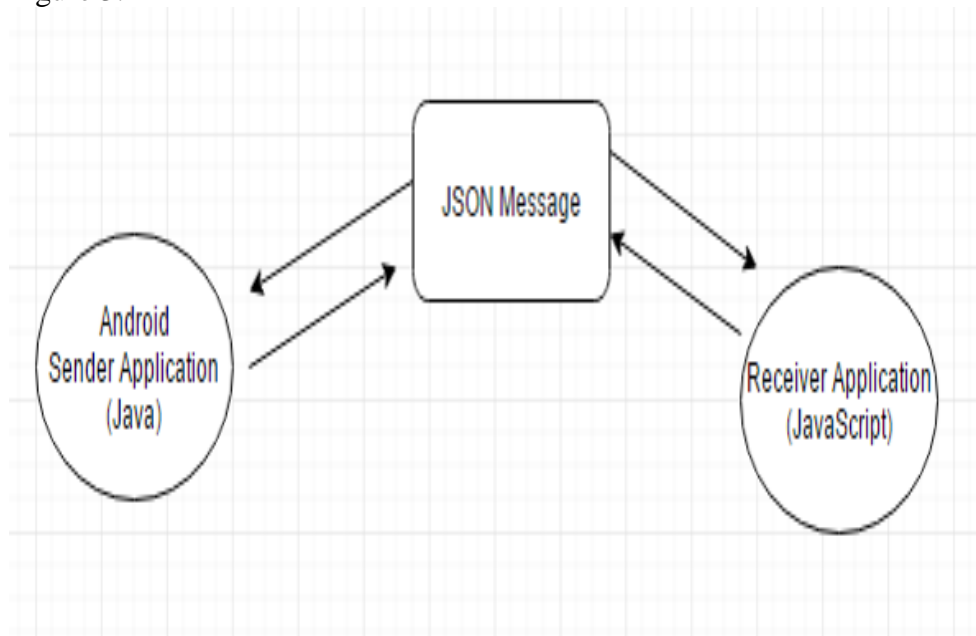 JSON Message
Android
Sender Application
(Java)
Receiver Application
(JavaScript)